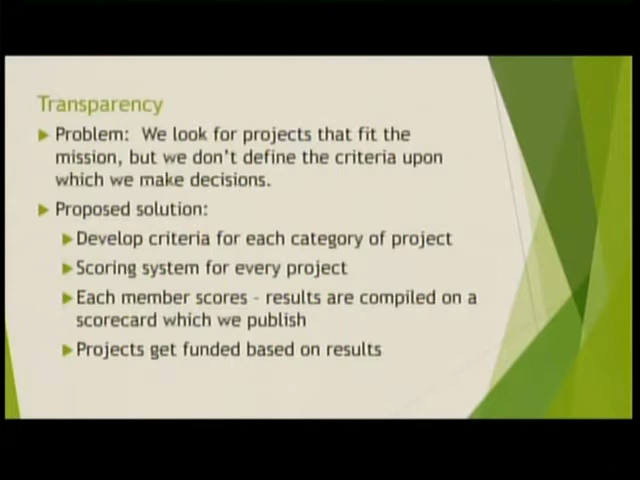 Transparency
Problem: We look for projects that fit the
mission, but we don't define the criteria upon
which we make decisions.
Proposed solution:
Develop criteria for each category of project
Scoring system for every project
Each member scores - results are compiled on a
scorecard which we publish
Projects get funded based on results